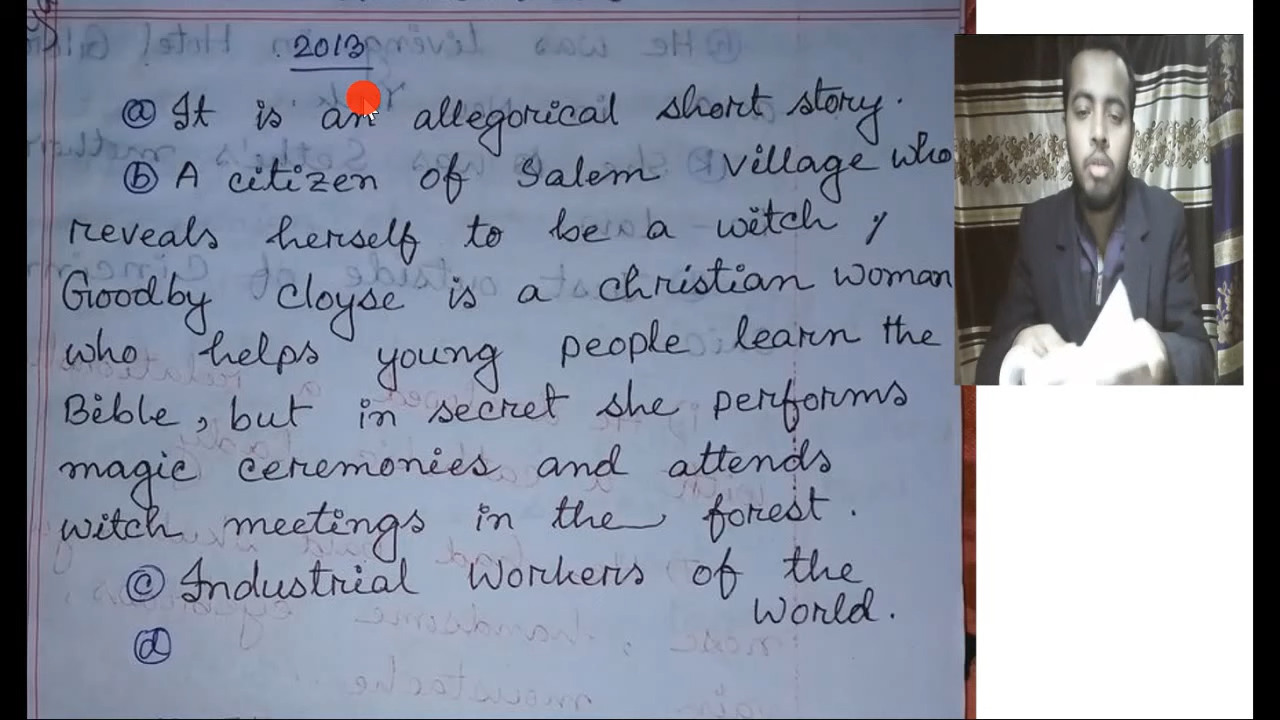 2013
ⓐ It is an allegorical short story.
ⓑ A citizen of Salem village who
reveals herself to be a witch,
Goodby Cloyse is a christian woman
who helps young people learn the
Bible, but in secret she performs
magic ceremonies and attends
witch meetings in the forest.
ⓒ Industrial Workers of the
World.
ⓓ